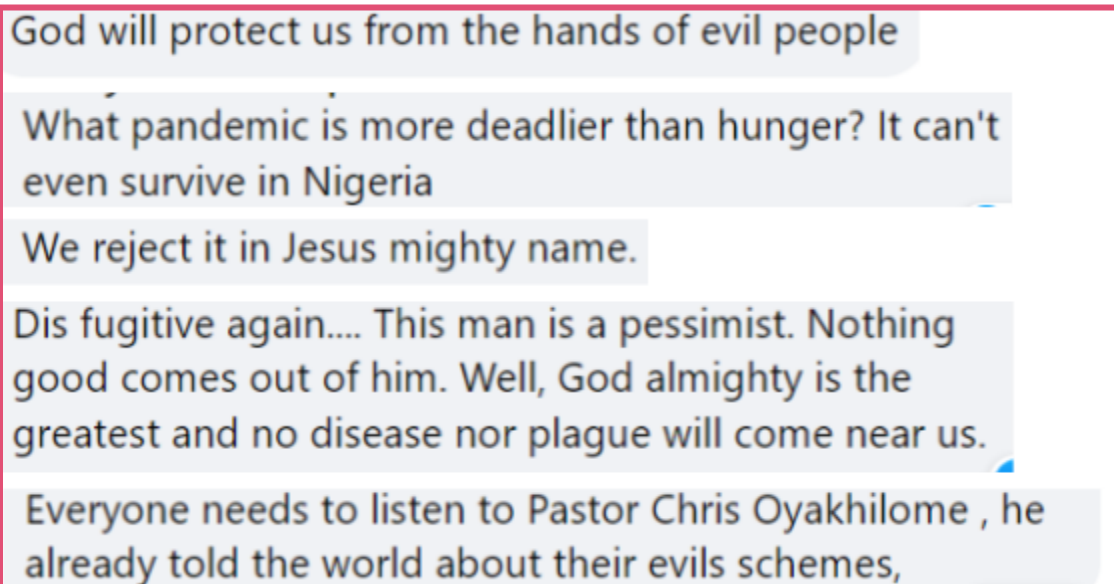 God will protect us from the hands of evil people
What pandemic is more deadlier than hunger? It can't
even survive in Nigeria
We reject it in Jesus mighty name.
Dis fugitive again.... This man is a pessimist. Nothing
good comes out of him. Well, God almighty is the
greatest and no disease nor plague will come near us.
Everyone needs to listen to Pastor Chris Oyakhilome , he
already told the world about their evils schemes,